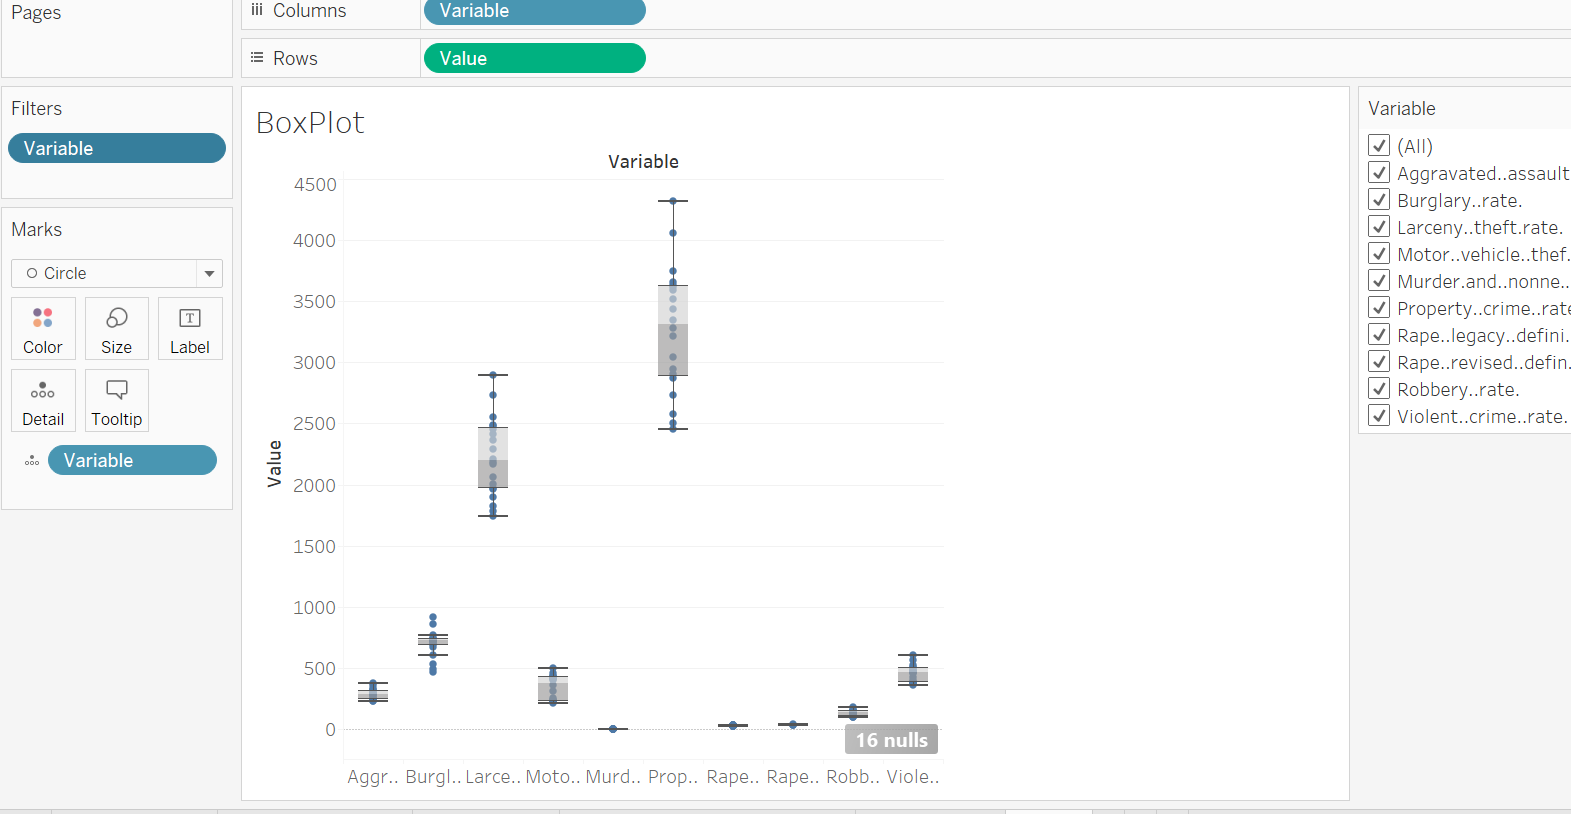 Pages
Columns
Variable
Rows
Value
Filters
Variable
Marks
Circle
Color
Size
T
Label
Detail
Tooltip
Variable
BoxPlot
Variable
4500
4000
3500
3000
2500
2000
1500
1000
500
0
Value
16 nulls
Aggr.. Burgl.. Larce.. Moto.. Murd.. Prop.. Rape.. Rape.. Robb.. Viole..
Variable
(All)
Aggravated..assault
Burglary..rate.
Larceny..theft.rate.
Motor..vehicle..thef.
Murder.and..nonne..
Property..crime..rate
Rape..legacy..defini.
Rape..revised..defin.
Robbery..rate.
Violent..crime..rate.